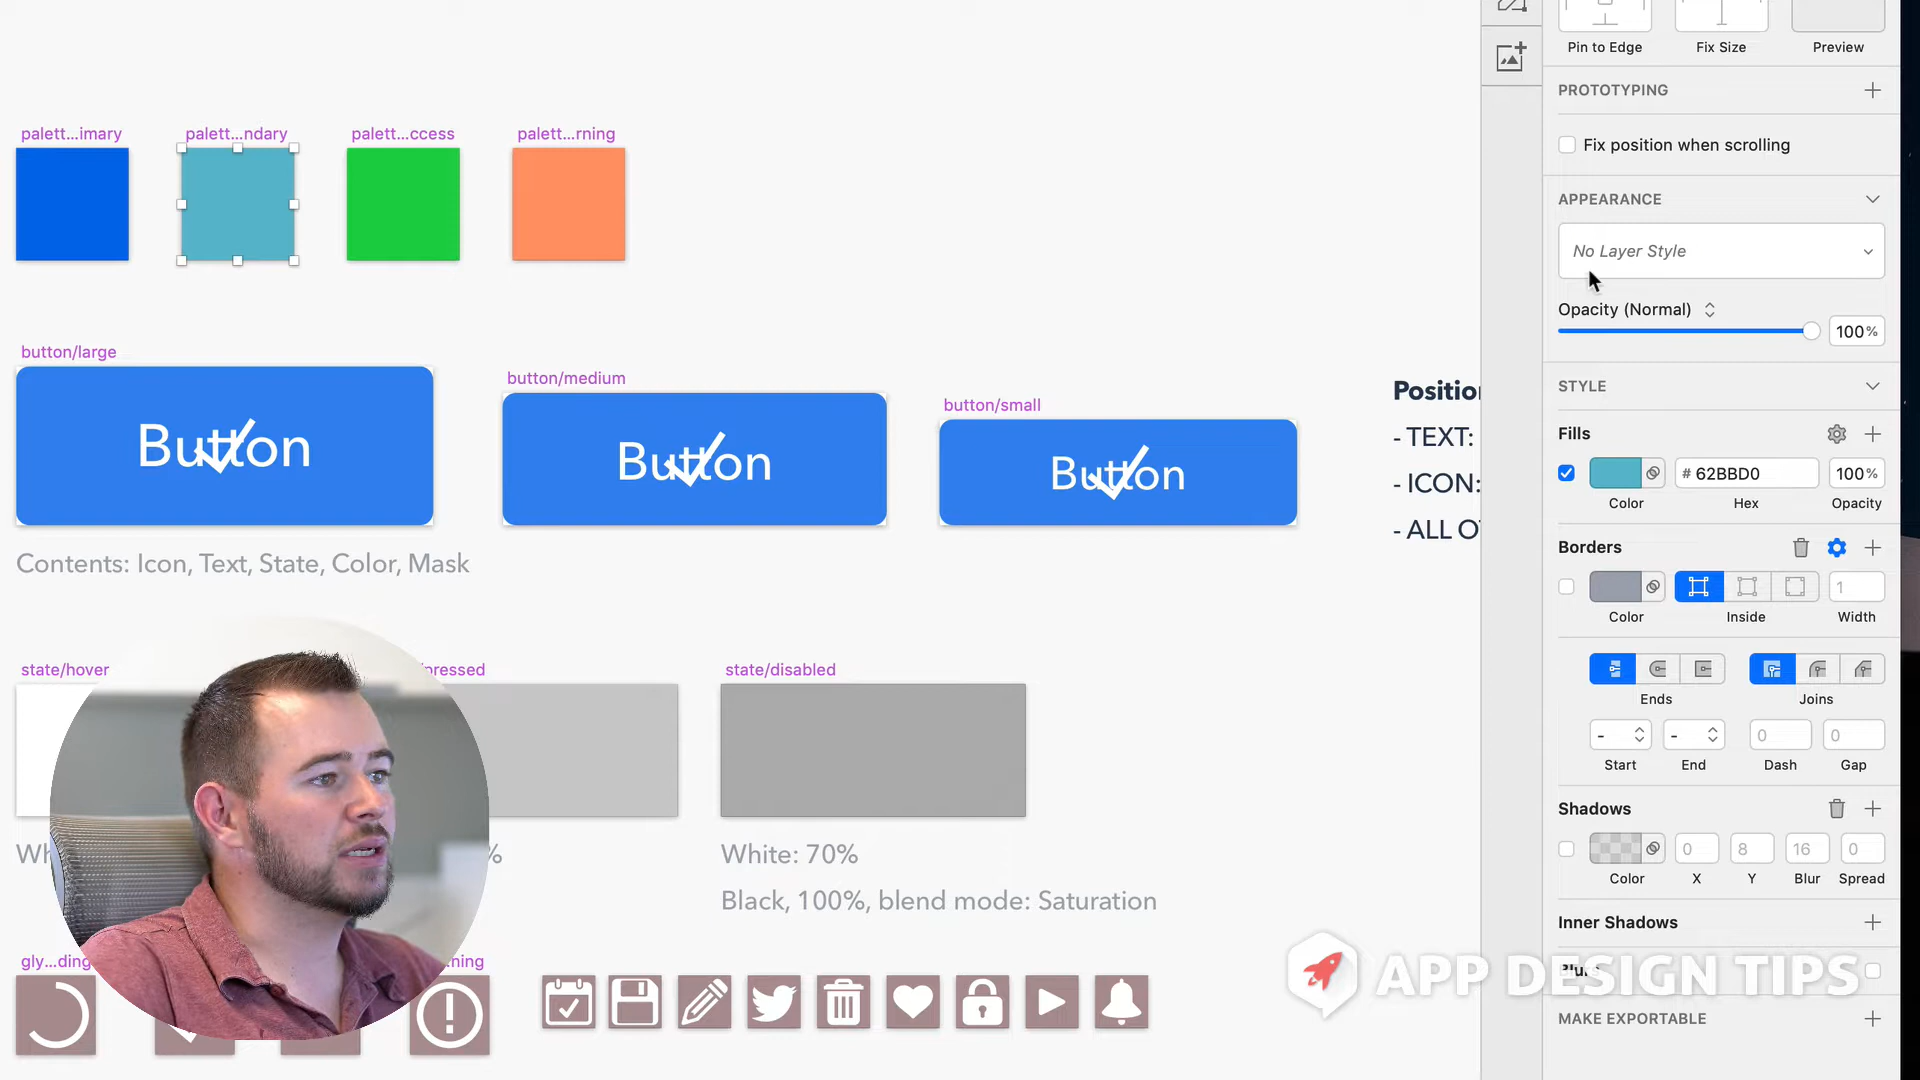 Pin to Edge
Fix Size
Preview
PROTOTYPING
Fix position when scrolling
APPEARANCE
No Layer Style
Opacity (Normal)
100%
STYLE
Fills
# 62BBD0
100%
Color
Hex
Opacity
Borders
1
Color
Inside
Width
Ends
Joins
-
-
0
0
Start
End
Dash
Gap
Shadows
0
8
16
0
Color
X
Y
Blur
Spread
Inner Shadows
MAKE EXPORTABLE
palett...imary
palett...ndary
palett...ccess
palett...rning
button/large
button/medium
button/small
Button
Button
Button
Contents: Icon, Text, State, Color, Mask
- TEXT:
- ICON:
- ALL
state/hover
state/disabled
White: 70%
Black, 100%, blend mode: Saturation
APP DESIGN TIPS